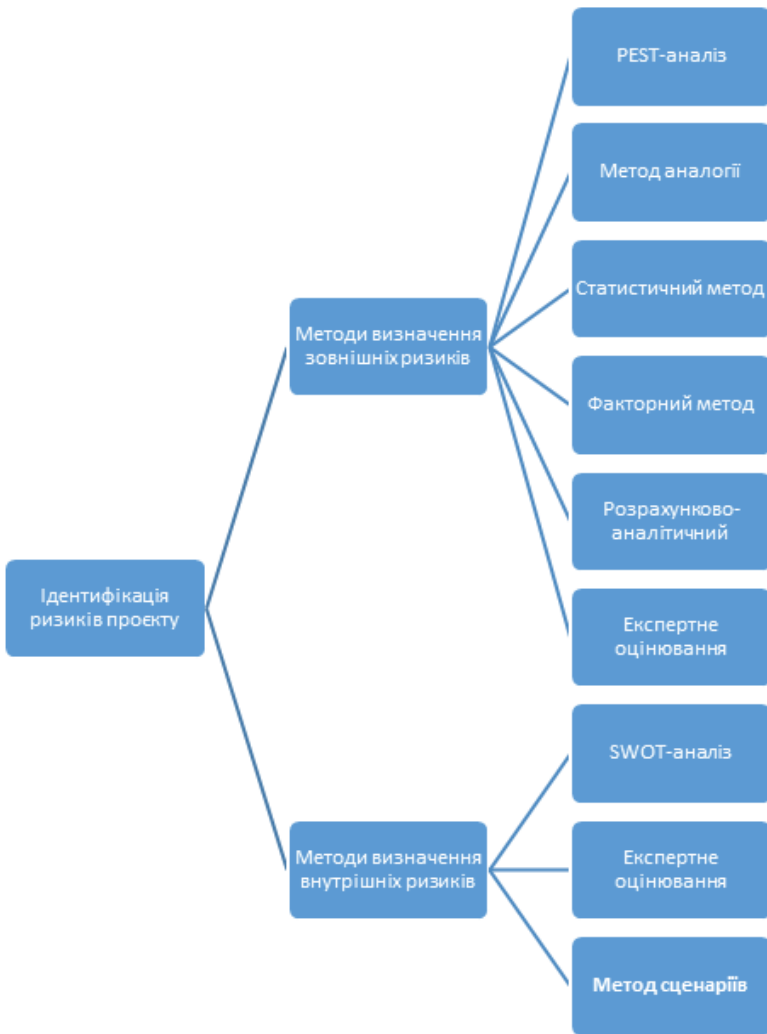 PEST-аналіз
Метод аналогії
Статистичний метод
Методи визначення
зовнішніх ризиків
Факторний метод
Розрахунково-
аналітичний
Ідентифікація
ризиків проєкту
Експертне
оцінювання
SWOT-аналіз
Методи визначення
внутрішніх ризиків
Експертне
оцінювання
Метод сценаріїв